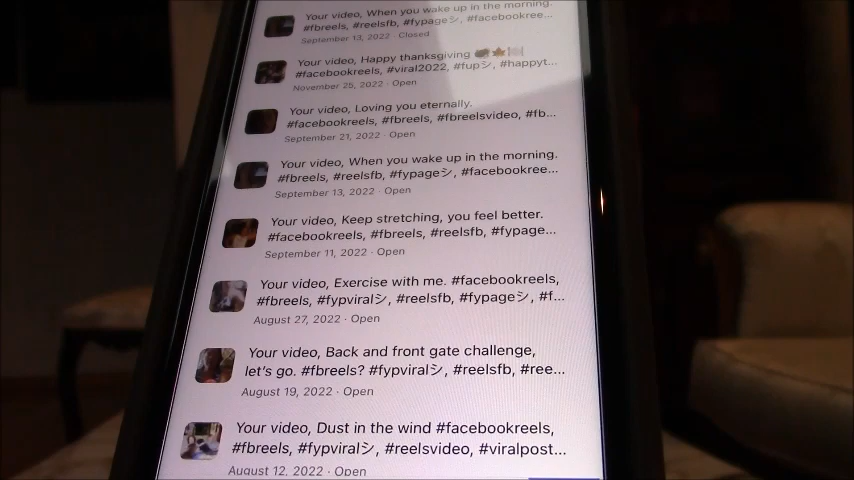 Your video, When you wake up in the morning.
#fbreels, #reelsfb, #fypageシ, #facebookree...
September 13, 2022 · Closed
Your video, Happy thanksgiving 🦃🍁🍽️
#facebookreels, #viral2022, #fupシ, #happyt...
November 25, 2022 · Open
Your video, Loving you eternally.
#facebookreels, #fbreels, #fbreelsvideo, #fb...
September 21, 2022 · Open
Your video, When you wake up in the morning.
#fbreels, #reelsfb, #fypageシ, #facebookree...
September 13, 2022 · Open
Your video, Keep stretching, you feel better.
#facebookreels, #fbreels, #reelsfb, #fypage...
September 11, 2022 · Open
Your video, Exercise with me. #facebookreels,
#fbreels, #fypviralシ, #reelsfb, #fypageシ, #f...
August 27, 2022 · Open
Your video, Back and front gate challenge,
let's go. #fbreels? #fypviralシ, #reelsfb, #ree...
August 19, 2022 · Open
Your video, Dust in the wind #facebookreels,
#fbreels, #fypviralシ, #reelsvideo, #viralpost...
August 12, 2022 · Open